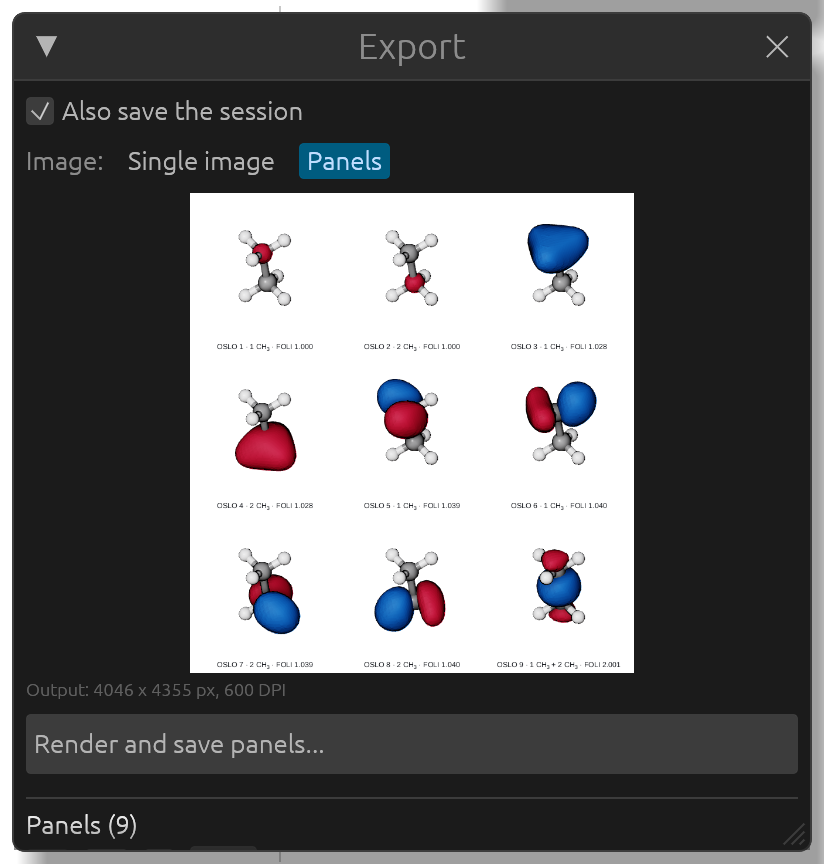 Export
Also save the session
Image: Single image Panels
OSLO 1 - 1 CH₃ · FOLI 1.000
OSLO 2 - 2 CH₃ · FOLI 1.000
OSLO 3 - 1 CH₃ · FOLI 1.028
OSLO 4 - 2 CH₃ · FOLI 1.028
OSLO 5 - 1 CH₃ · FOLI 1.039
OSLO 6 - 1 CH₃ · FOLI 1.040
OSLO 7 - 2 CH₃ · FOLI 1.039
OSLO 8 - 2 CH₃ · FOLI 1.040
OSLO 9 - 1 CH₃ + 2 CH₃ · FOLI 2.001
Output: 4046 x 4355 px, 600 DPI
Render and save panels...
Panels (9)